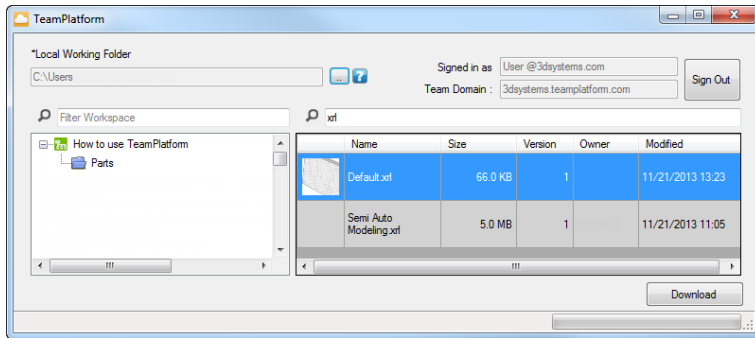 TeamPlatform
*Local Working Folder
C:\Users
..
?
Signed in as User @3dsystems.com
Team Domain : 3dsystems.teamplatform.com
Sign Out
Filter Workspace
xrl
How to use TeamPlatform
Parts
Name Size Version Owner Modified
Default.xrl 66.0 KB 1 11/21/2013 13:23
Semi Auto
Modeling.xrl 5.0 MB 1 11/21/2013 11:05
Download